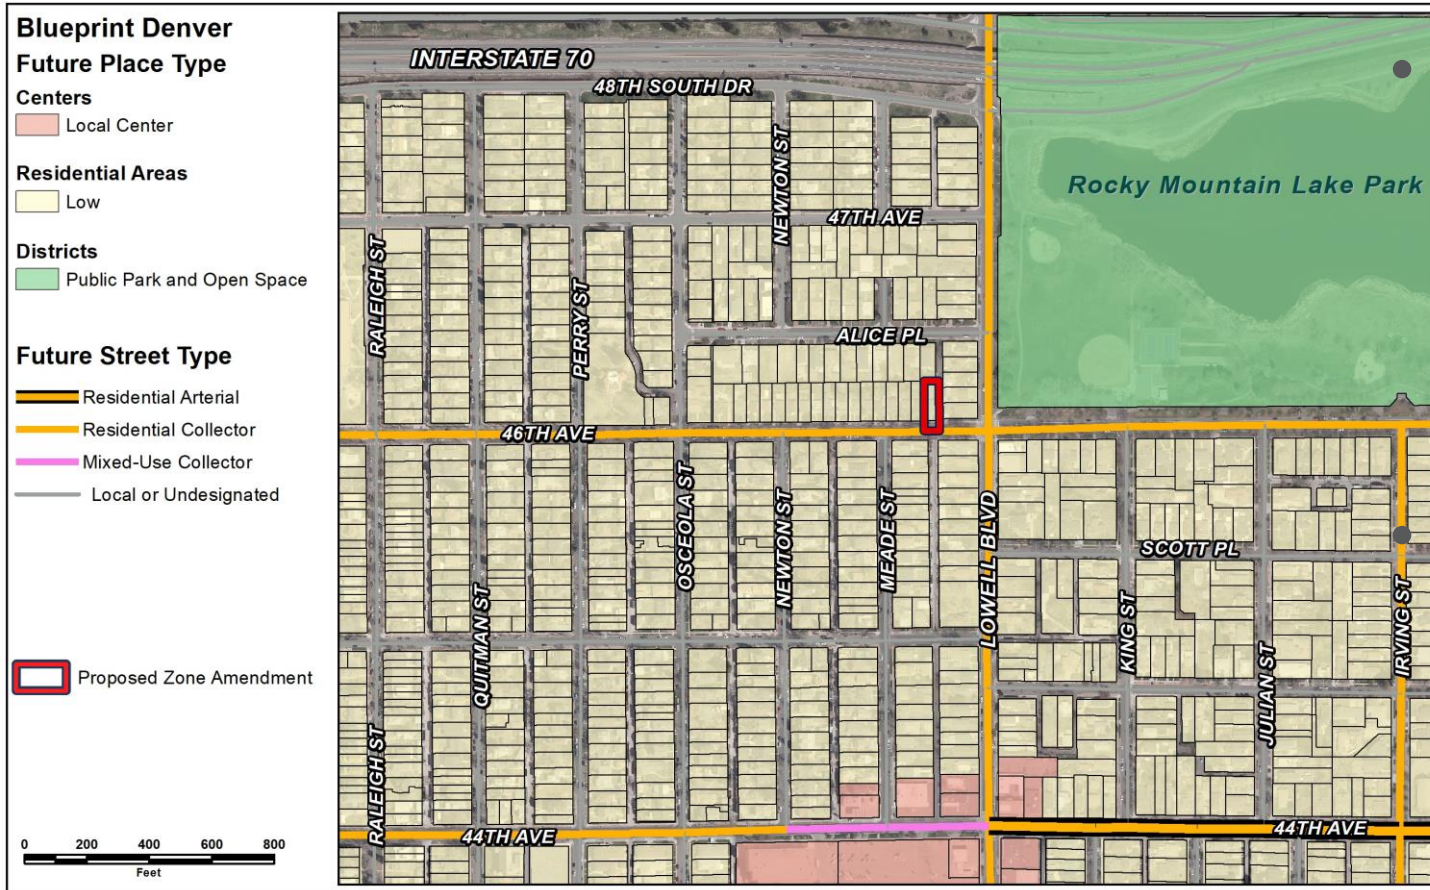 Blueprint Denver
Future Place Type
Centers
Local Center
Residential Areas
Low
Districts
Public Park and Open Space
Future Street Type
Residential Arterial
Residential Collector
Mixed-Use Collector
Local or Undesignated
Proposed Zone Amendment
0 200 400 600 800
Feet
INTERSTATE 70
48TH SOUTH DR
NEWTON ST
Rocky Mountain Lake Park
47TH AVE
RALEIGH ST
PERRY ST
ALICE PL
46TH AVE
OSCEOLA ST
NEWTON ST
MEADE ST
LOWELL BLVD
SCOTT PL
QUITMAN ST
KING ST
IRVING ST
JULIAN ST
RALEIGH ST
44TH AVE
44TH AVE